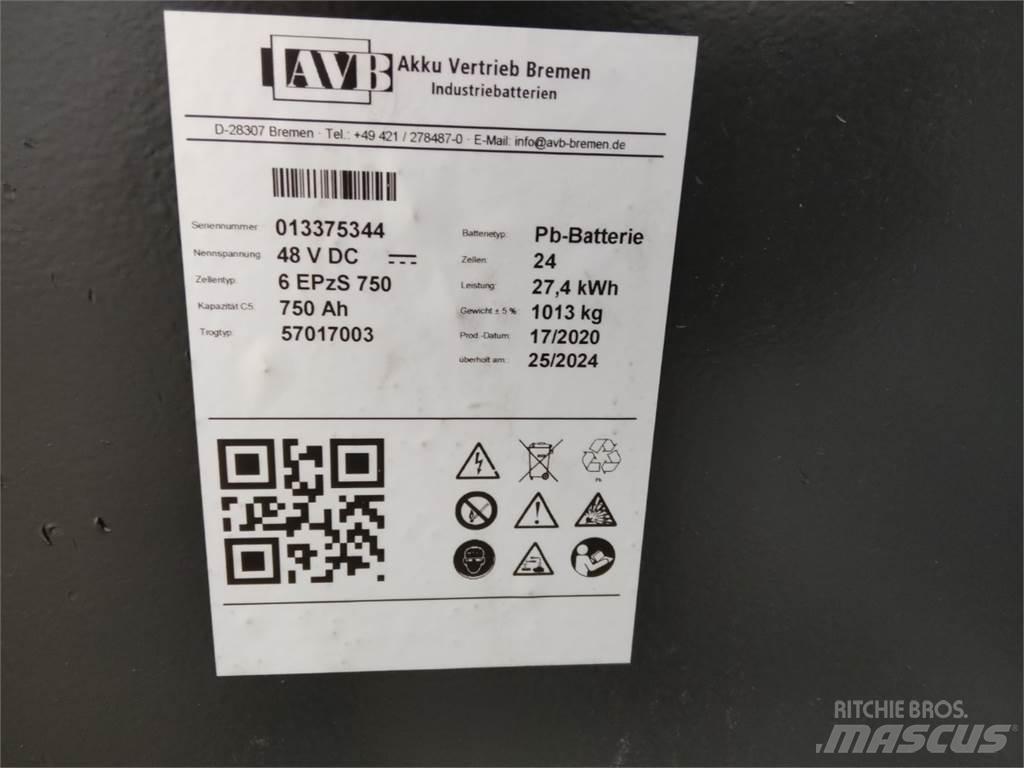 AVB Akku Vertrieb Bremen
Industriebatterien
D-28307 Bremen · Tel.: +49 421 / 278487-0 · E-Mail: info@avb-bremen.de
Seriennummer: 013375344
Nennspannung: 48 V DC
Zellentyp: 6 EPzS 750
Kapazität C5: 750 Ah
Trogtyp: 57017003
Batterietyp: Pb-Batterie
Zellen: 24
Leistung: 27,4 kWh
Gewicht ± 5 %: 1013 kg
Prod.-Datum: 17/2020
überholt am: 25/2024
Pb
RITCHIE BROS.
MASCUS